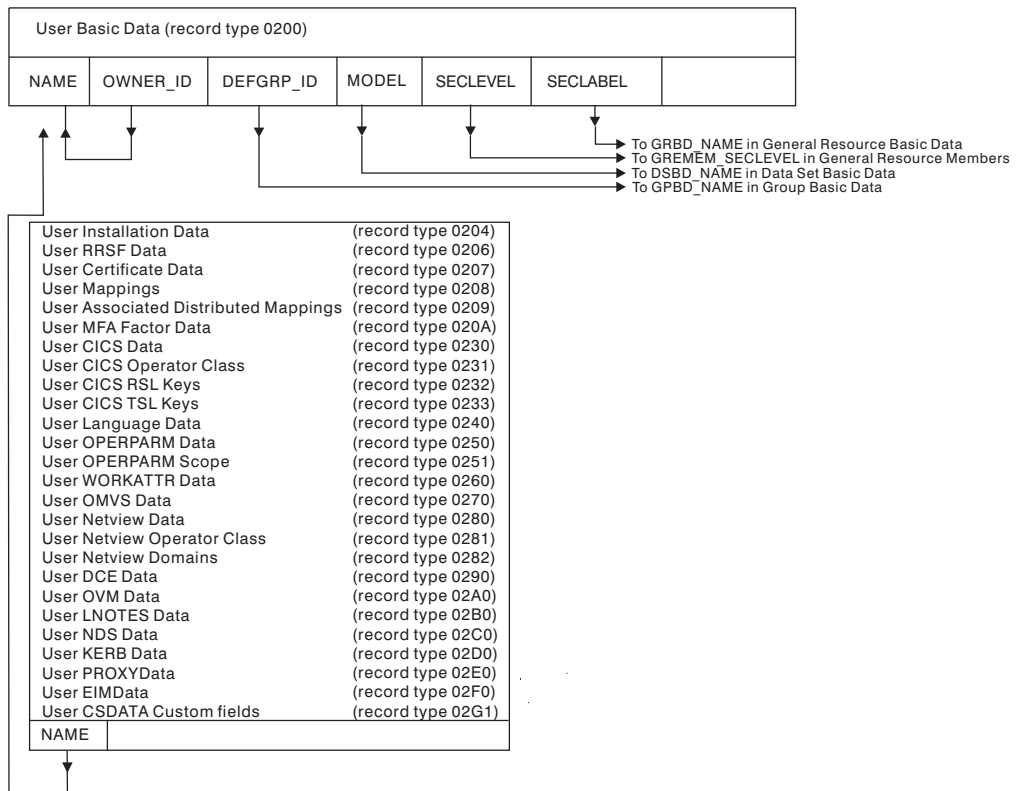 User Basic Data (record type 0200)
NAME OWNER_ID DEFGRP_ID MODEL SECLEVEL SECLABEL
To GRBD_NAME in General Resource Basic Data
To GREMEM_SECLEVEL in General Resource Members
To DSBD_NAME in Data Set Basic Data
To GPBD_NAME in Group Basic Data
User Installation Data (record type 0204)
User RRSF Data (record type 0206)
User Certificate Data (record type 0207)
User Mappings (record type 0208)
User Associated Distributed Mappings (record type 0209)
User MFA Factor Data (record type 020A)
User CICS Data (record type 0230)
User CICS Operator Class (record type 0231)
User CICS RSL Keys (record type 0232)
User CICS TSL Keys (record type 0233)
User Language Data (record type 0240)
User OPERPARM Data (record type 0250)
User OPERPARM Scope (record type 0251)
User WORKATTR Data (record type 0260)
User OMVS Data (record type 0270)
User Netview Data (record type 0280)
User Netview Operator Class (record type 0281)
User Netview Domains (record type 0282)
User DCE Data (record type 0290)
User OVM Data (record type 02A0)
User LNOTES Data (record type 02B0)
User NDS Data (record type 02C0)
User KERB Data (record type 02D0)
User PROXYData (record type 02E0)
User EIMData (record type 02F0)
User CSDATA Custom fields (record type 02G1)
NAME